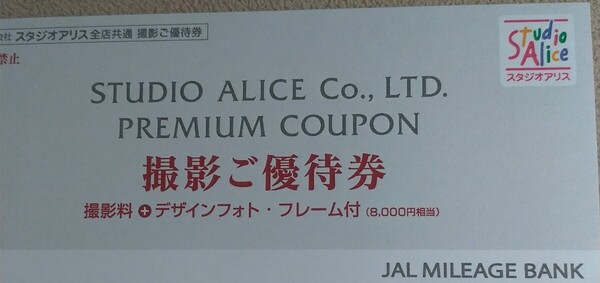 会社 スタジオアリス 全店共通 撮影ご優待券
禁止
Studio
Alice
スタジオアリス
STUDIO ALICE Co., LTD.
PREMIUM COUPON
撮影ご優待券
撮影料+デザインフォト・フレーム付 (8,000円相当)
JAL MILEAGE BANK